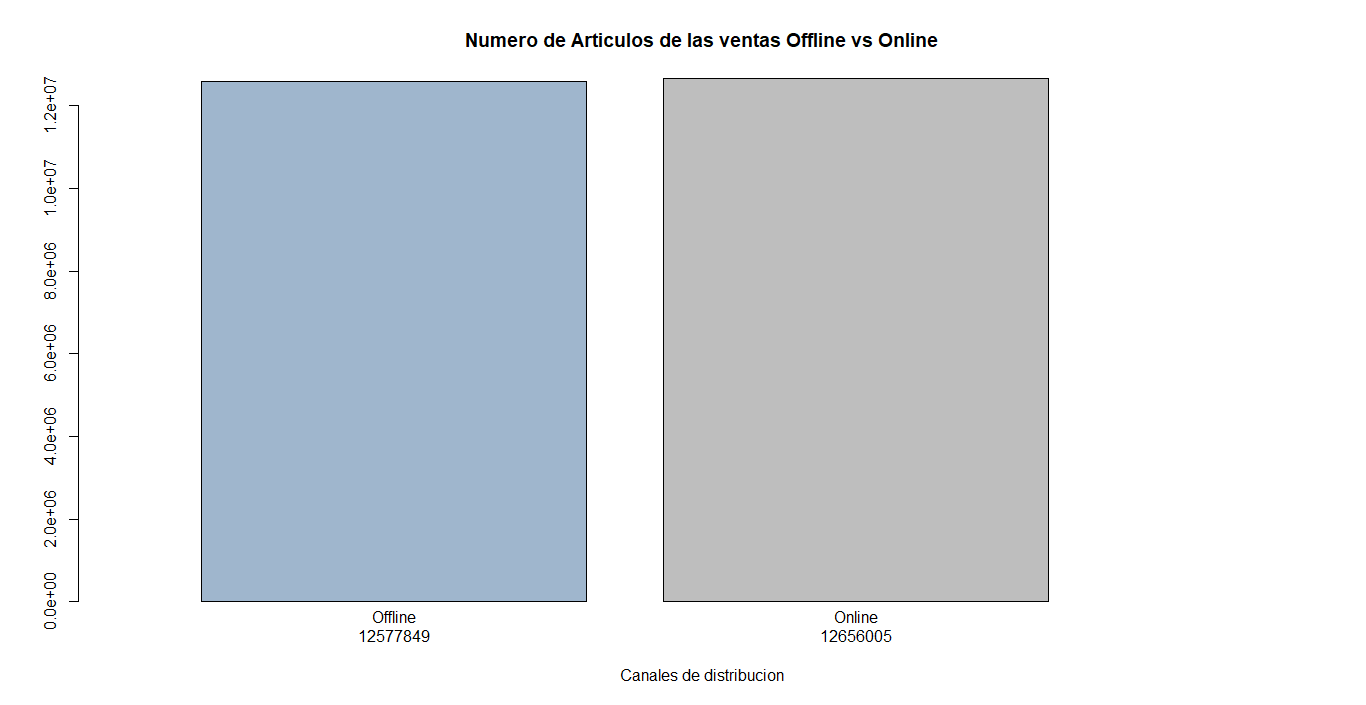 Numero de Articulos de las ventas Offline vs Online
1.2e+07
1.0e+07
8.0e+06
6.0e+06
4.0e+06
2.0e+06
0.0e+00
Offline
12577849
Online
12656005
Canales de distribucion